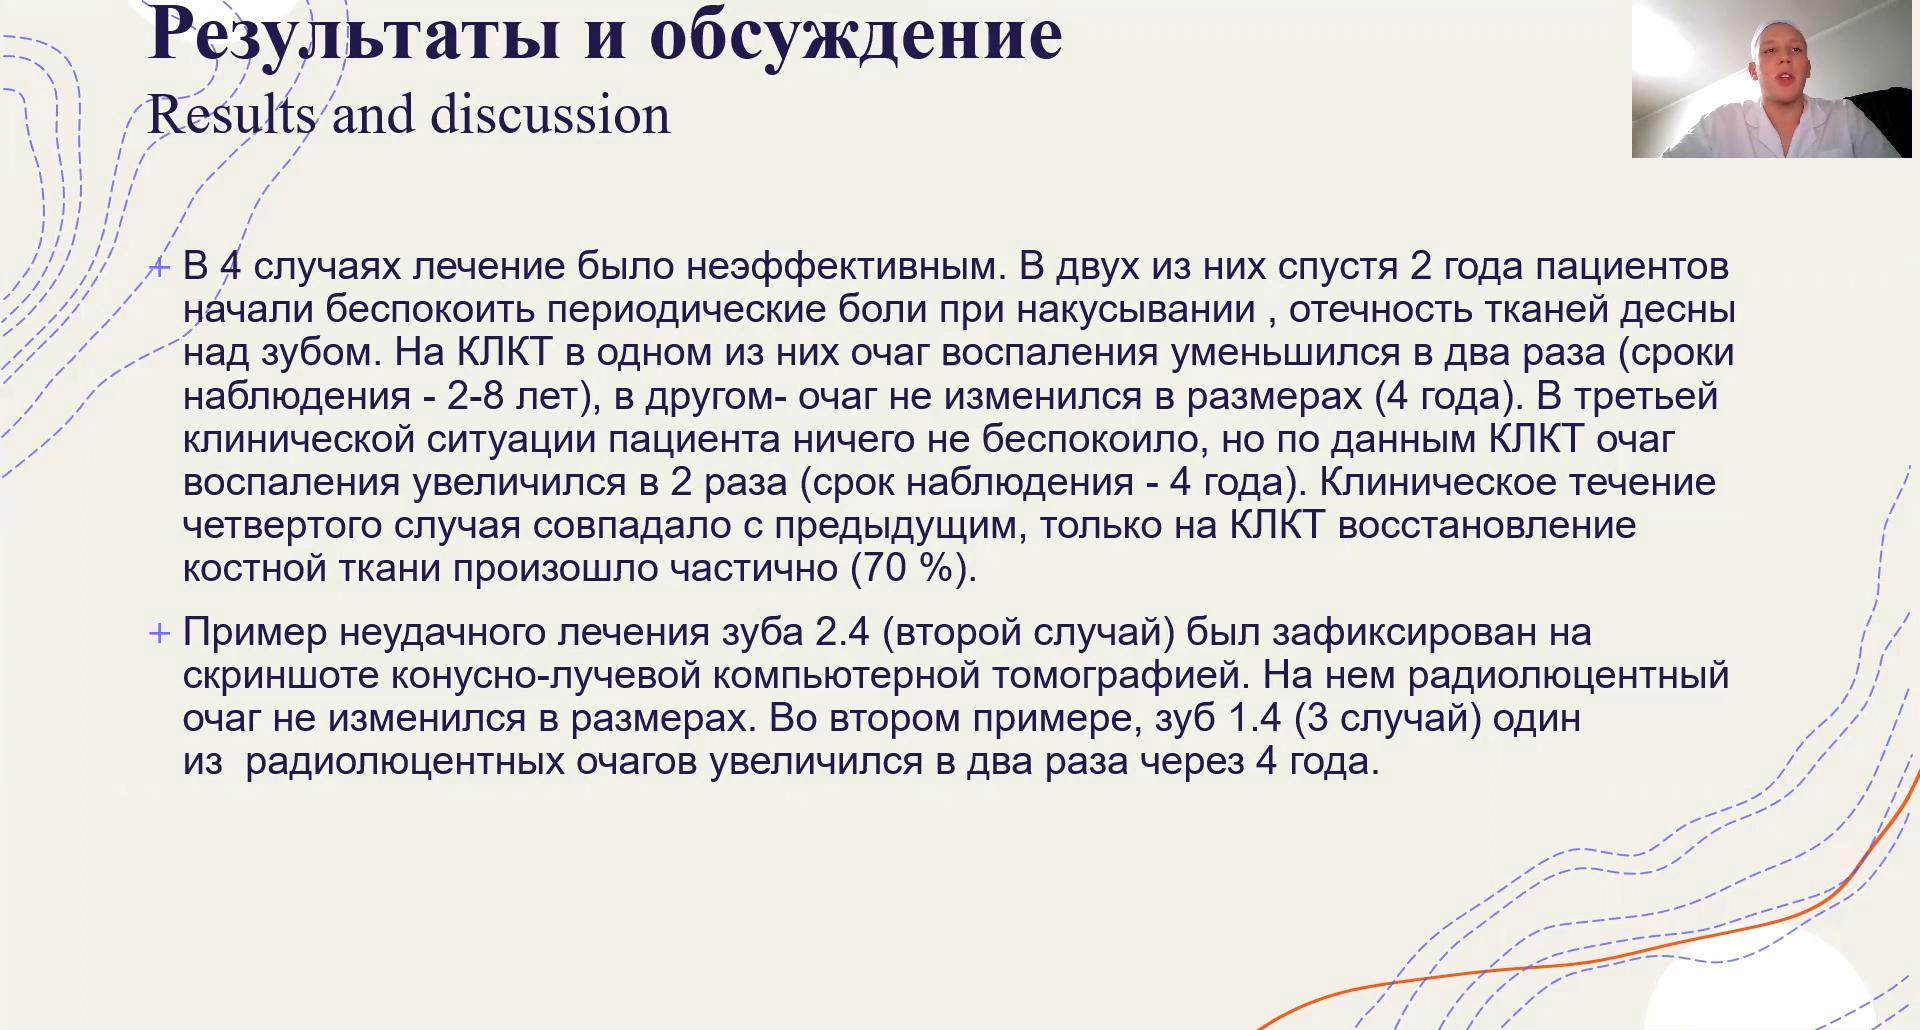 Результаты и обсуждение
Results and discussion
+ В 4 случаях лечение было неэффективным. В двух из них спустя 2 года пациентов
начали беспокоить периодические боли при накусывании , отечность тканей десны
над зубом. На КЛКТ в одном из них очаг воспаления уменьшился в два раза (сроки
наблюдения - 2-8 лет), в другом- очаг не изменился в размерах (4 года). В третьей
клинической ситуации пациента ничего не беспокоило, но по данным КЛКТ очаг
воспаления увеличился в 2 раза (срок наблюдения - 4 года). Клиническое течение
четвертого случая совпадало с предыдущим, только на КЛКТ восстановление
костной ткани произошло частично (70 %).
+ Пример неудачного лечения зуба 2.4 (второй случай) был зафиксирован на
скриншоте конусно-лучевой компьютерной томографией. На нем радиолюцентный
очаг не изменился в размерах. Во втором примере, зуб 1.4 (3 случай) один
из  радиолюцентных очагов увеличился в два раза через 4 года.